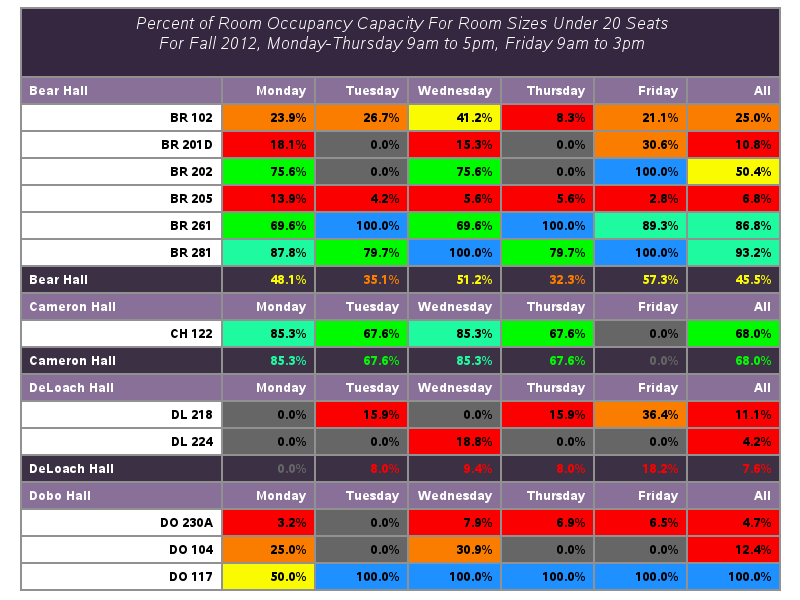 Percent of Room Occupancy Capacity For Room Sizes Under 20 Seats
For Fall 2012, Monday-Thursday 9am to 5pm, Friday 9am to 3pm
Bear Hall Monday Tuesday Wednesday Thursday Friday All
BR 102 23.9% 26.7% 41.2% 8.3% 21.1% 25.0%
BR 201D 18.1% 0.0% 15.3% 0.0% 30.6% 10.8%
BR 202 75.6% 0.0% 75.6% 0.0% 100.0% 50.4%
BR 205 13.9% 4.2% 5.6% 5.6% 2.8% 6.8%
BR 261 69.6% 100.0% 69.6% 100.0% 89.3% 86.8%
BR 281 87.8% 79.7% 100.0% 79.7% 100.0% 93.2%
Bear Hall 48.1% 35.1% 51.2% 32.3% 57.3% 45.5%
Cameron Hall Monday Tuesday Wednesday Thursday Friday All
CH 122 85.3% 67.6% 85.3% 67.6% 0.0% 68.0%
Cameron Hall 85.3% 67.6% 85.3% 67.6% 0.0% 68.0%
DeLoach Hall Monday Tuesday Wednesday Thursday Friday All
DL 218 0.0% 15.9% 0.0% 15.9% 36.4% 11.1%
DL 224 0.0% 0.0% 18.8% 0.0% 0.0% 4.2%
DeLoach Hall 0.0% 8.0% 9.4% 8.0% 18.2% 7.6%
Dobo Hall Monday Tuesday Wednesday Thursday Friday All
DO 230A 3.2% 0.0% 7.9% 6.9% 6.5% 4.7%
DO 104 25.0% 0.0% 30.9% 0.0% 0.0% 12.4%
DO 117 50.0% 100.0% 100.0% 100.0% 100.0% 100.0%